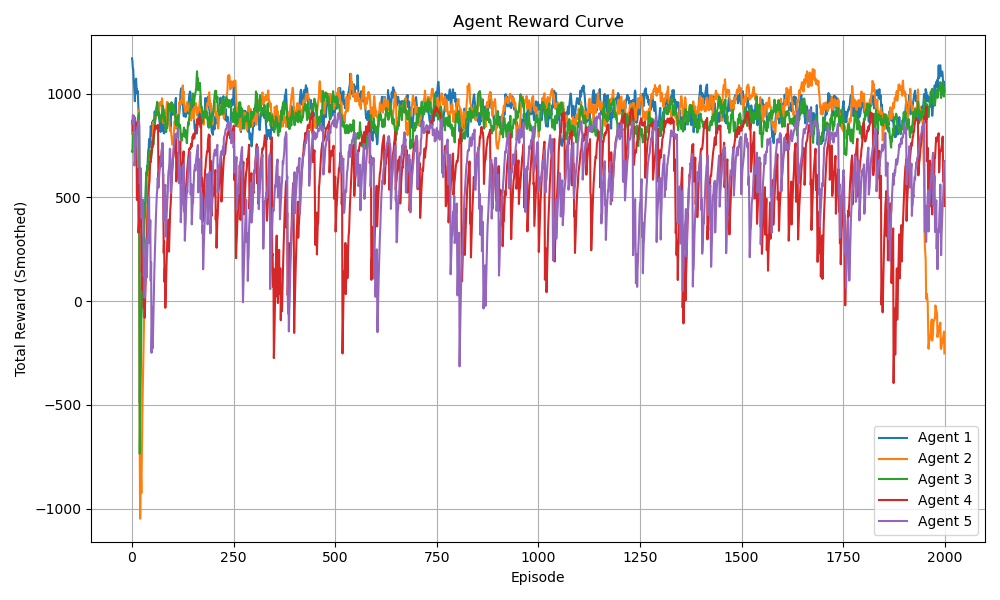 Agent Reward Curve
Total Reward (Smoothed)
1000
500
0
−500
−1000
0 250 500 750 1000 1250 1500 1750 2000
Episode
Agent 1
Agent 2
Agent 3
Agent 4
Agent 5